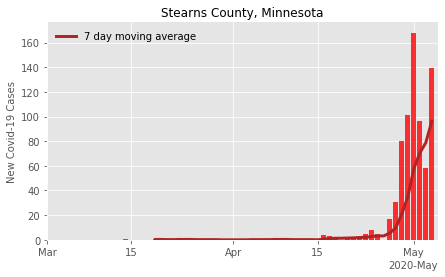 Stearns County, Minnesota
7 day moving average
New Covid-19 Cases
160
140
120
100
80
60
40
20
0
Mar 15 Apr 15 May
2020-May